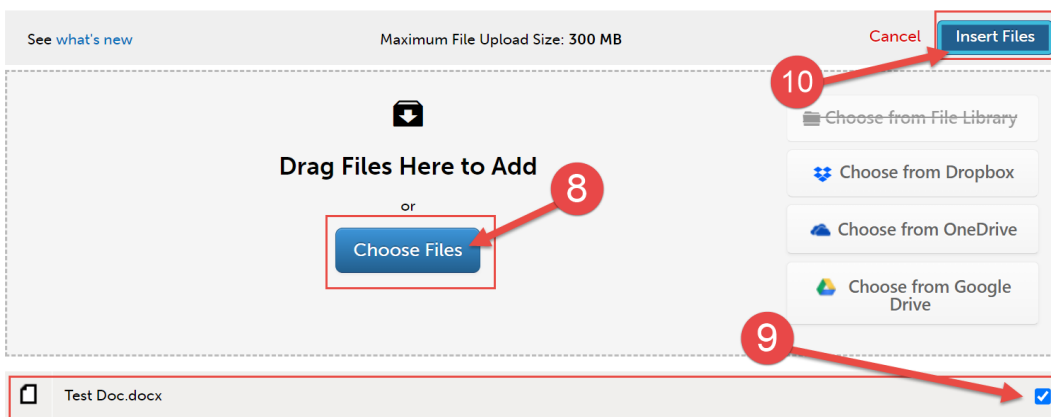 See what's new
Maximum File Upload Size: 300 MB
Cancel
Insert Files
10
Drag Files Here to Add
or
Choose Files
8
Choose from File Library
Choose from Dropbox
Choose from OneDrive
Choose from Google
Drive
9
Test Doc.docx